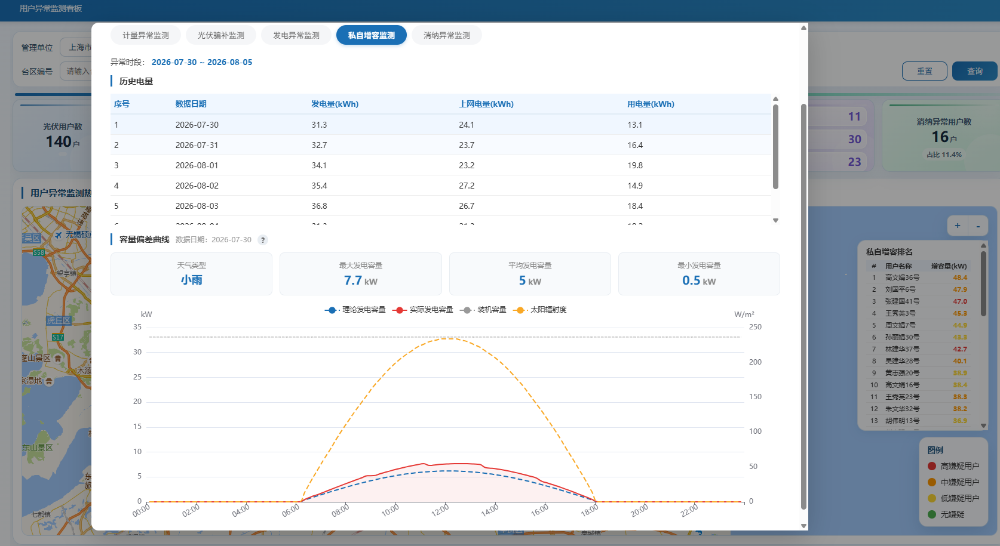 用户异常监测看板
计量异常监测 光伏骗补监测 发电异常监测 私自增容监测 消纳异常监测
管理单位 上海市
异常时段: 2026-07-30 ~ 2026-08-05
台区编号 请输入
重置 查询
历史电量
序号 数据日期 发电量(kWh) 上网电量(kWh) 用电量(kWh)
1 2026-07-30 31.3 24.1 13.1
2 2026-07-31 32.7 23.7 16.4
3 2026-08-01 34.1 23.2 19.8
4 2026-08-02 35.4 27.2 14.9
5 2026-08-03 36.8 26.7 18.4
光伏用户数
140户
11
30
23
消纳异常用户数
16户
占比 11.4%
用户异常监测热
容量偏差曲线 数据日期: 2026-07-30 ?
天气类型
小雨
最大发电容量
7.7 kW
平均发电容量
5 kW
最小发电容量
0.5 kW
理论发电容量 实际发电容量 装机容量 太阳辐射度
kW
W/m²
35
30
25
20
15
10
5
0
250
200
150
100
50
0
00:00 02:00 04:00 06:00 08:00 10:00 12:00 14:00 16:00 18:00 20:00 22:00
无锡硕放
S58
望亭镇
虎丘区
S17
木渎
东山景区
七都镇
+ -
私自增容排名
# 用户名称 增容量(kW)
1 高文娟36号 48.4
2 刘国平6号 47.9
3 张建国41号 47.0
4 王秀英3号 45.3
5 周文娟7号 44.9
6 孙丽娟30号 43.3
7 林建华37号 42.7
8 吴建华28号 40.1
9 黄志强20号 38.9
10 高文娟16号 38.4
11 王秀英23号 38.3
12 朱文华32号 38.2
13 胡伟明13号 36.9
图例
高嫌疑用户
中嫌疑用户
低嫌疑用户
无嫌疑